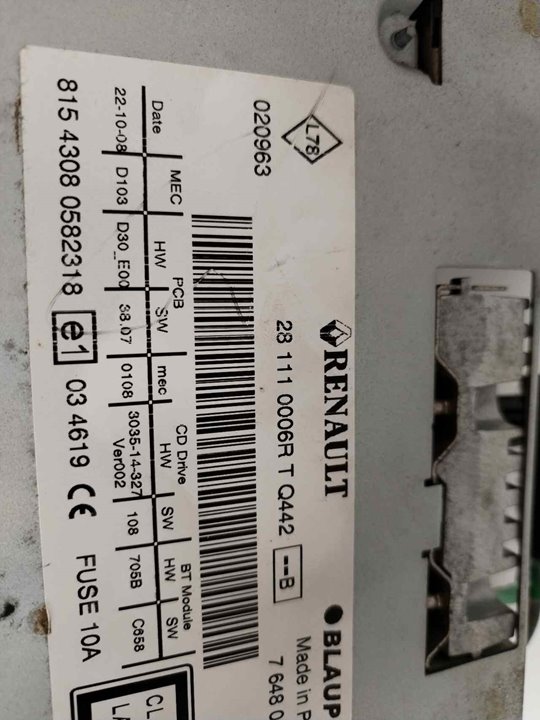 L78
RENAULT
BLAUP
020963
28 111 0006R T Q442 --B
Made in P
7 648 0
Date MEC PCB mec CD Drive BT Module
HW SW HW SW HW SW
22-10-08 D103 D30_E00 38.07 0108 3035-14-327 108 705B C658
Ver002
815 4308 0582318 e1 03 4619 CE FUSE 10A
CL
LA